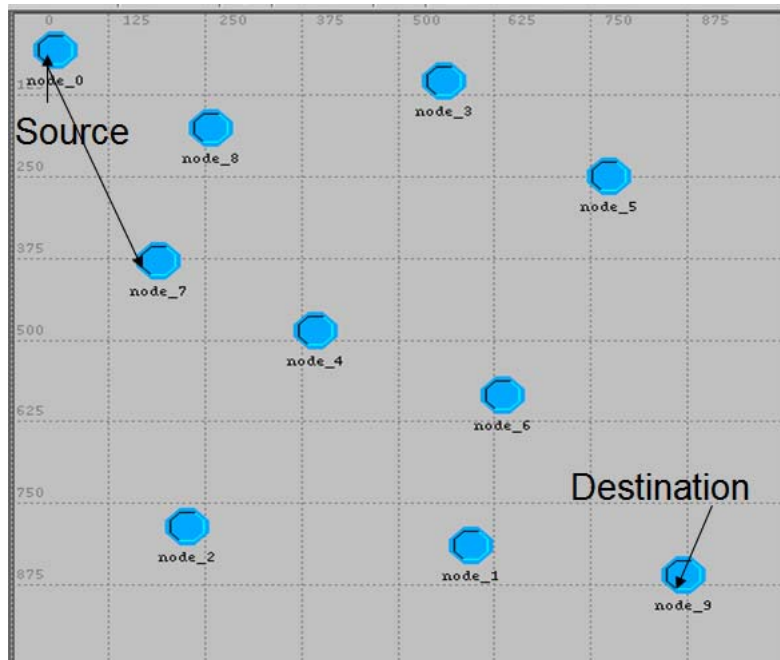 0 125 250 375 500 625 750 875
node_0
125
node_3
Source
node_8
250
node_5
375
node_7
500
node_4
625
node_6
750
Destination
node_2
node_1
875
node_9